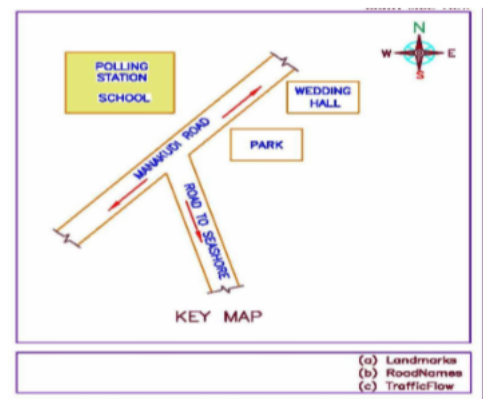 N
W E
S
POLLING
STATION
SCHOOL
WEDDING
HALL
PARK
MANAKUDI ROAD
ROAD TO SEASHORE
KEY MAP
(a) Landmarks
(b) RoadNames
(c) TrafficFlow